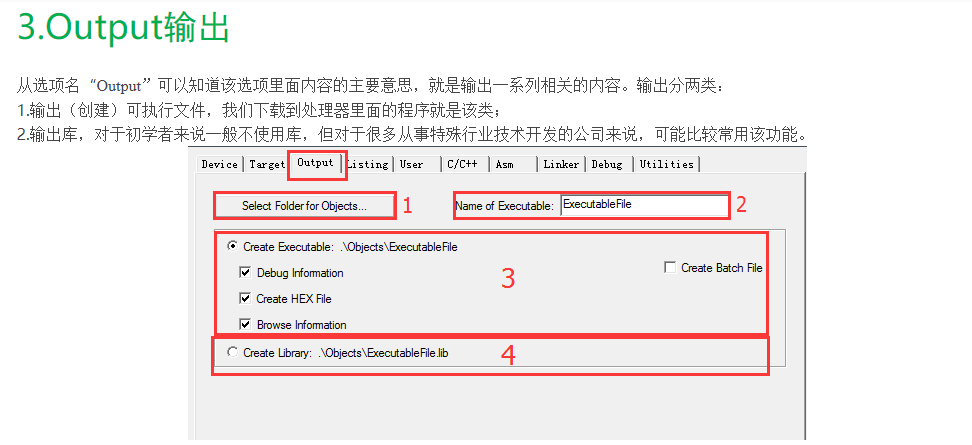 3.Output输出
从选项名“Output”可以知道该选项里面内容的主要意思，就是输出一系列相关的内容。输出分两类：
1.输出（创建）可执行文件，我们下载到处理器里面的程序就是该类；
2.输出库，对于初学者来说一般不使用库，但对于很多从事特殊行业技术开发的公司来说，可能比较常用该功能。
Device Target Output Listing User C/C++ Asm Linker Debug Utilities
Select Folder for Objects... 1 Name of Executable: ExecutableFile 2
Create Executable: .\Objects\ExecutableFile
Debug Information 3 Create Batch File
Create HEX File
Browse Information
Create Library: .\Objects\ExecutableFile.lib 4